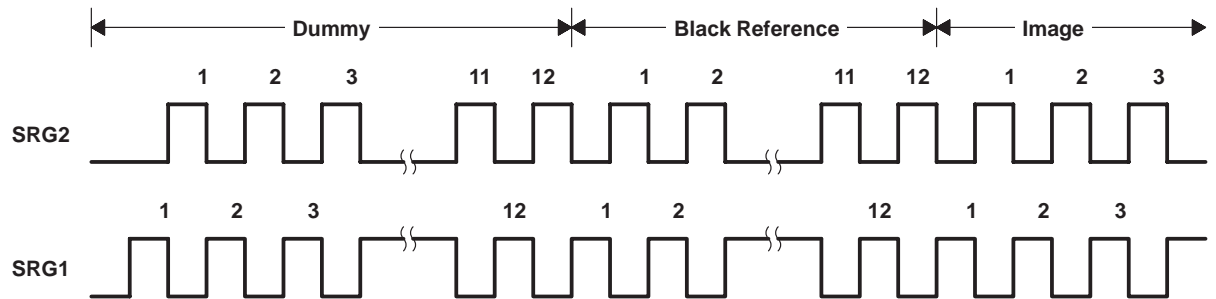 Dummy Black Reference Image
1 2 3 11 12 1 2 11 12 1 2 3
SRG2
1 2 3 12 1 2 12 1 2 3
SRG1